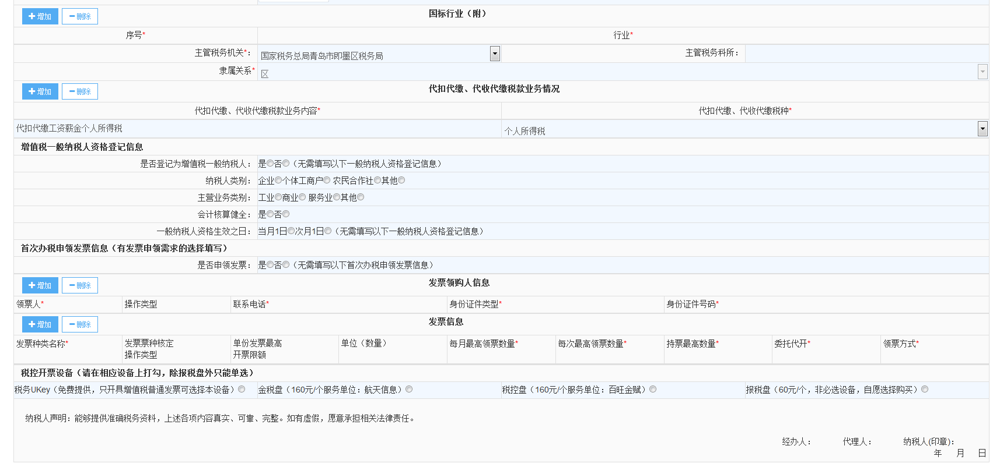 增加 删除 国标行业（附）
序号* 行业*
主管税务机关*： 国家税务总局青岛市即墨区税务局 主管税务科所：
隶属关系* 区
增加 删除 代扣代缴、代收代缴税款业务情况
代扣代缴、代收代缴税款业务内容* 代扣代缴、代收代缴税种*
代扣代缴工资薪金个人所得税 个人所得税
增值税一般纳税人资格登记信息
是否登记为增值税一般纳税人： 是 否（无需填写以下一般纳税人资格登记信息）
纳税人类别： 企业 个体工商户 农民合作社 其他
主营业务类别： 工业 商业 服务业 其他
会计核算健全： 是 否
一般纳税人资格生效之日： 当月1日 次月1日（无需填写以下一般纳税人资格登记信息）
首次办税申领发票信息（有发票申领需求的选择填写）
是否申领发票： 是 否（无需填写以下首次办税申领发票信息）
增加 删除 发票领购人信息
领票人* 操作类型 联系电话* 身份证件类型* 身份证件号码*
增加 删除 发票信息
发票种类名称* 发票票种核定 单份发票最高 单位（数量） 每月最高领票数量* 每次最高领票数量* 持票最高数量* 委托代开* 领票方式*
操作类型 开票限额
税控开票设备（请在相应设备上打勾，除报税盘外只能单选）
税务UKey（免费提供，只开具增值税普通发票可选择本设备） 金税盘（160元/个服务单位：航天信息） 税控盘（160元/个服务单位：百旺金赋） 报税盘（60元/个，非必选设备，自愿选择购买）
纳税人声明：能够提供准确税务资料，上述各项内容真实、可靠、完整。如有虚假，愿意承担相关法律责任。
经办人： 代理人： 纳税人(印章)：
年 月 日